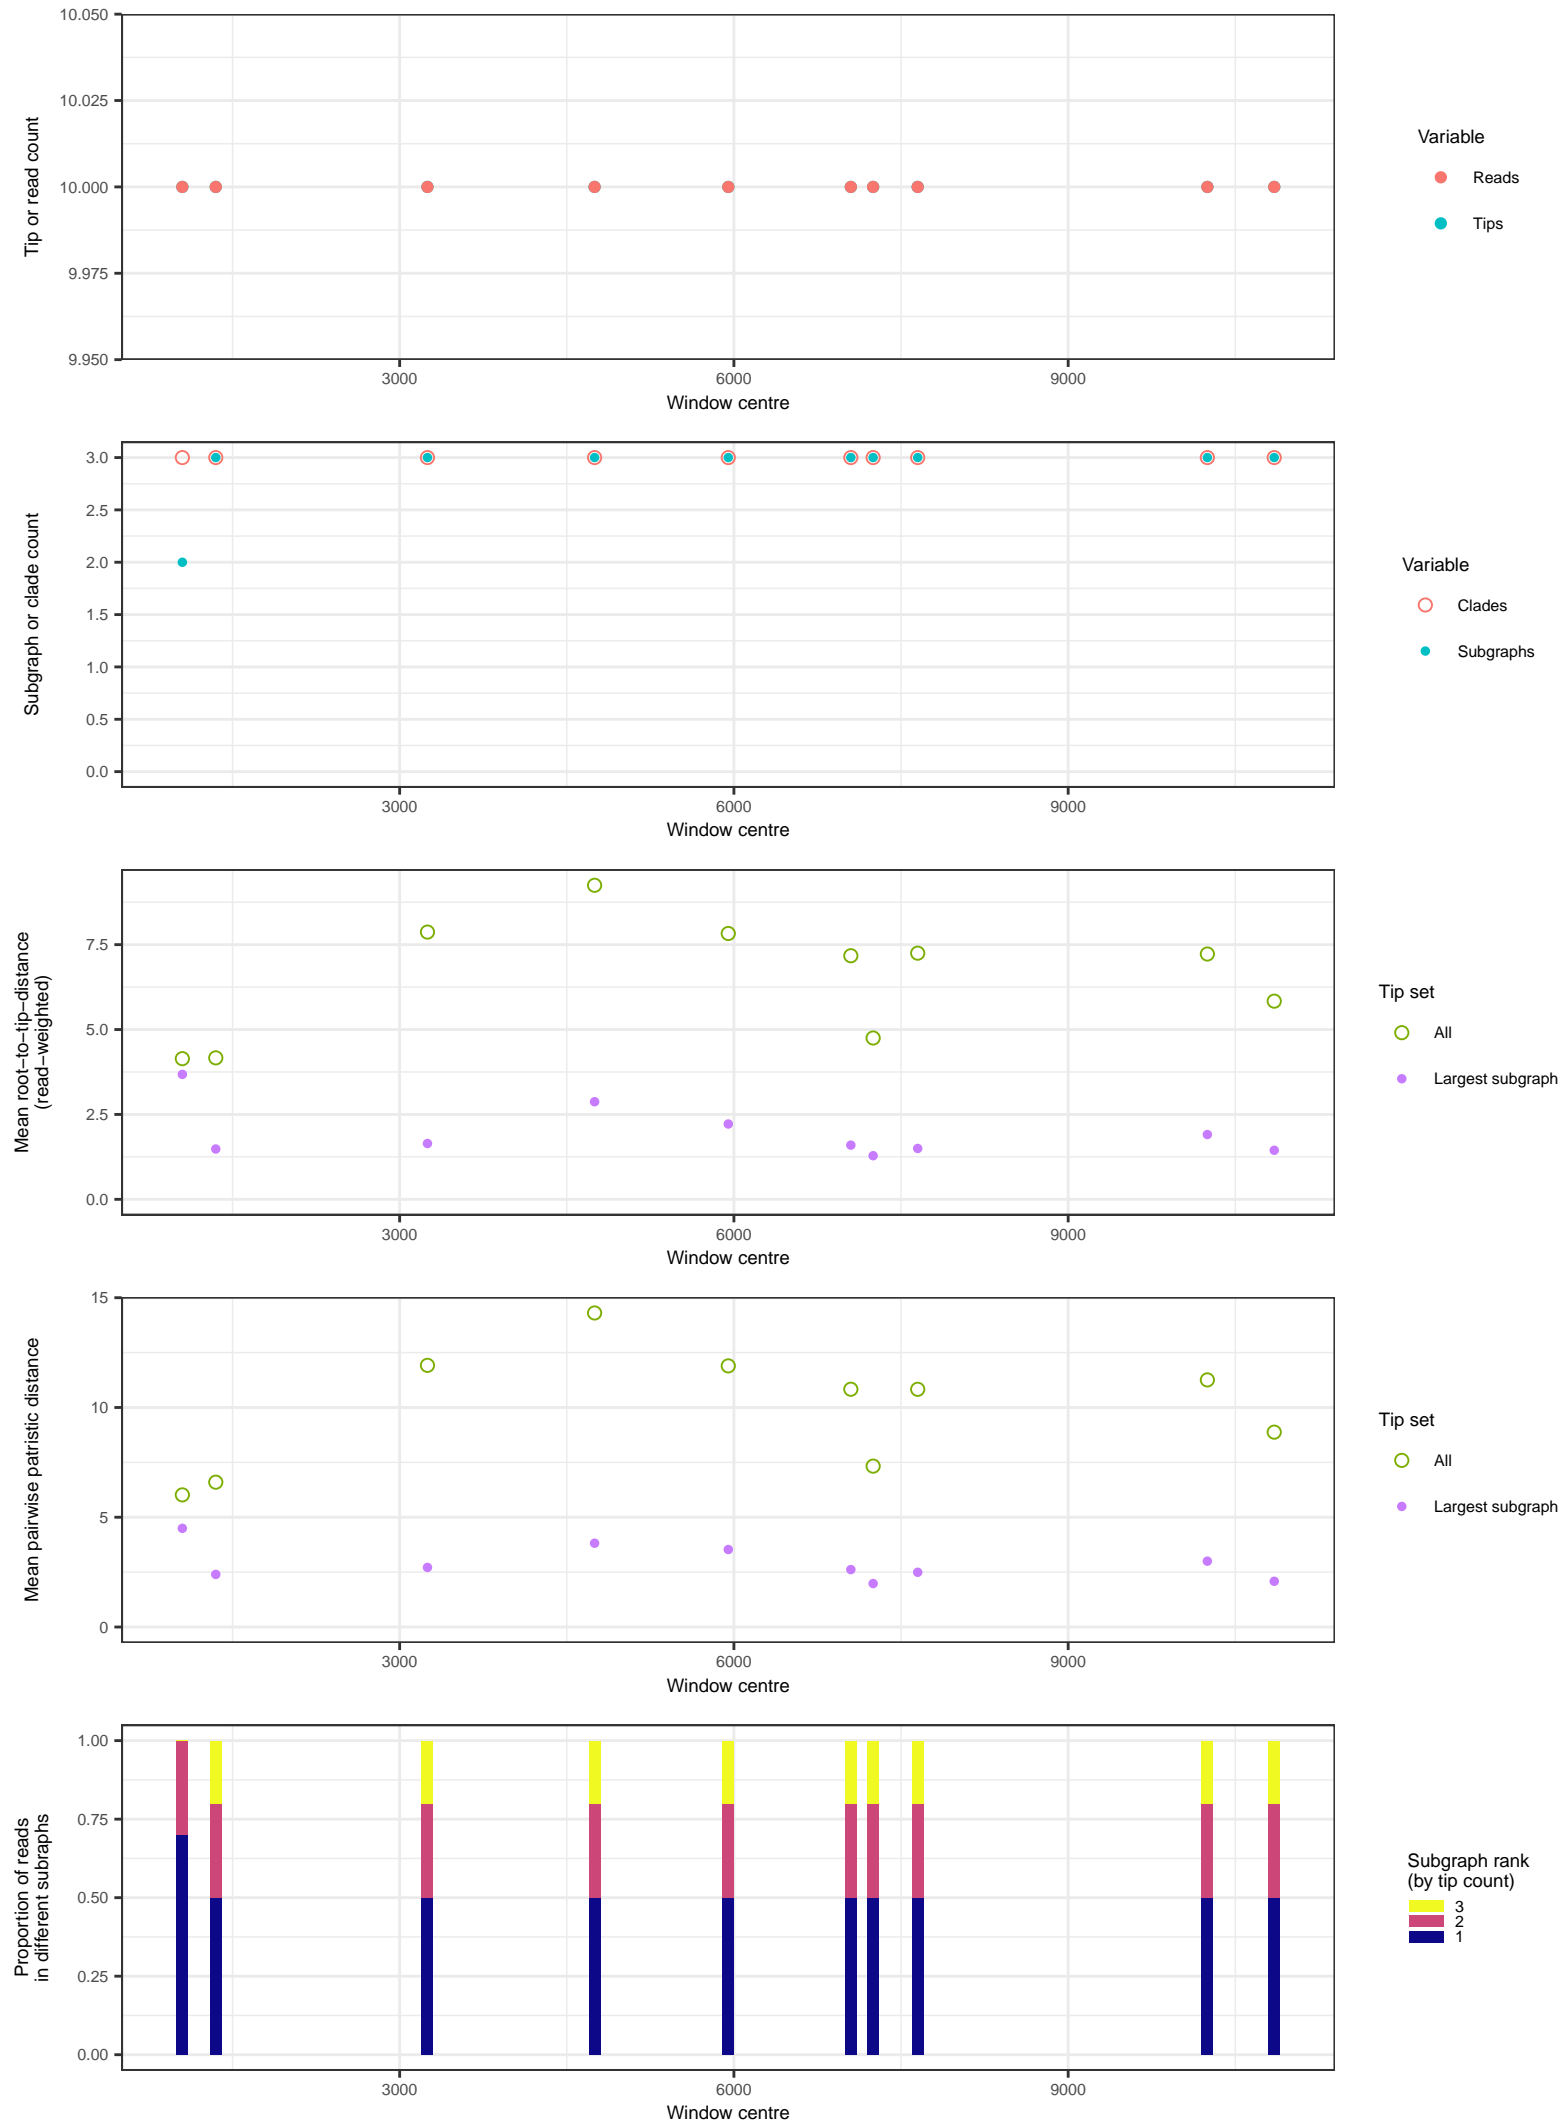 10.050
10.025
10.000
9.975
9.950
Tip or read count
3000
6000
9000
Window centre
Variable
Reads
Tips
3.0
2.5
2.0
1.5
1.0
0.5
0.0
Subgraph or clade count
3000
6000
9000
Window centre
Variable
Clades
Subgraphs
7.5
5.0
2.5
0.0
Mean root−to−tip−distance
(read−weighted)
3000
6000
9000
Window centre
Tip set
All
Largest subgraph
15
10
5
0
Mean pairwise patristic distance
3000
6000
9000
Window centre
Tip set
All
Largest subgraph
1.00
0.75
0.50
0.25
0.00
Proportion of reads
in different subraphs
3000
6000
9000
Window centre
Subgraph rank
(by tip count)
3
2
1